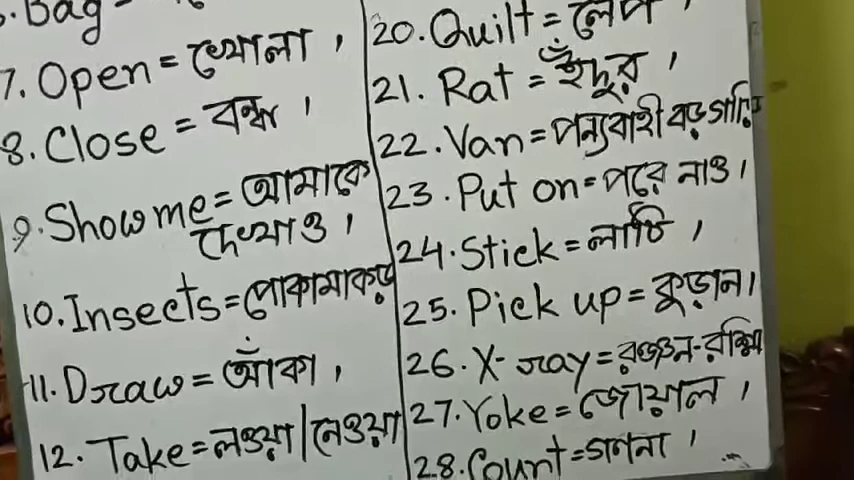 Bag =
7. Open = খোলা ,
8. Close = বন্ধ ।
9. Show me = আমাকে
দেখাও ।
10. Insects = পোকামাকড়
11. Draw = আঁকা ,
12. Take = লওয়া / নেওয়া
20. Quilt = লেপ ,
21. Rat = ইঁদুর ,
22. Van = পন্যবাহী বড় গাড়ি
23. Put on = পরে নাও ।
24. Stick = লাঠি ,
25. Pick up = কুড়ান ।
26. X-ray = রঞ্জন-রশ্মি
27. Yoke = জোয়াল ,
28. Count = গণনা ,